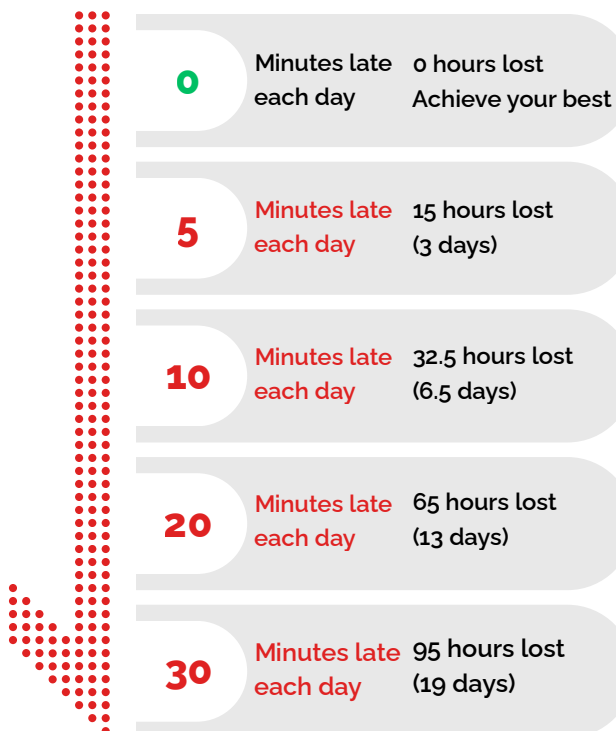 0
Minutes late
each day
0 hours lost
Achieve your best
5
Minutes late
each day
15 hours lost
(3 days)
10
Minutes late
each day
32.5 hours lost
(6.5 days)
20
Minutes late
each day
65 hours lost
(13 days)
30
Minutes late
each day
95 hours lost
(19 days)